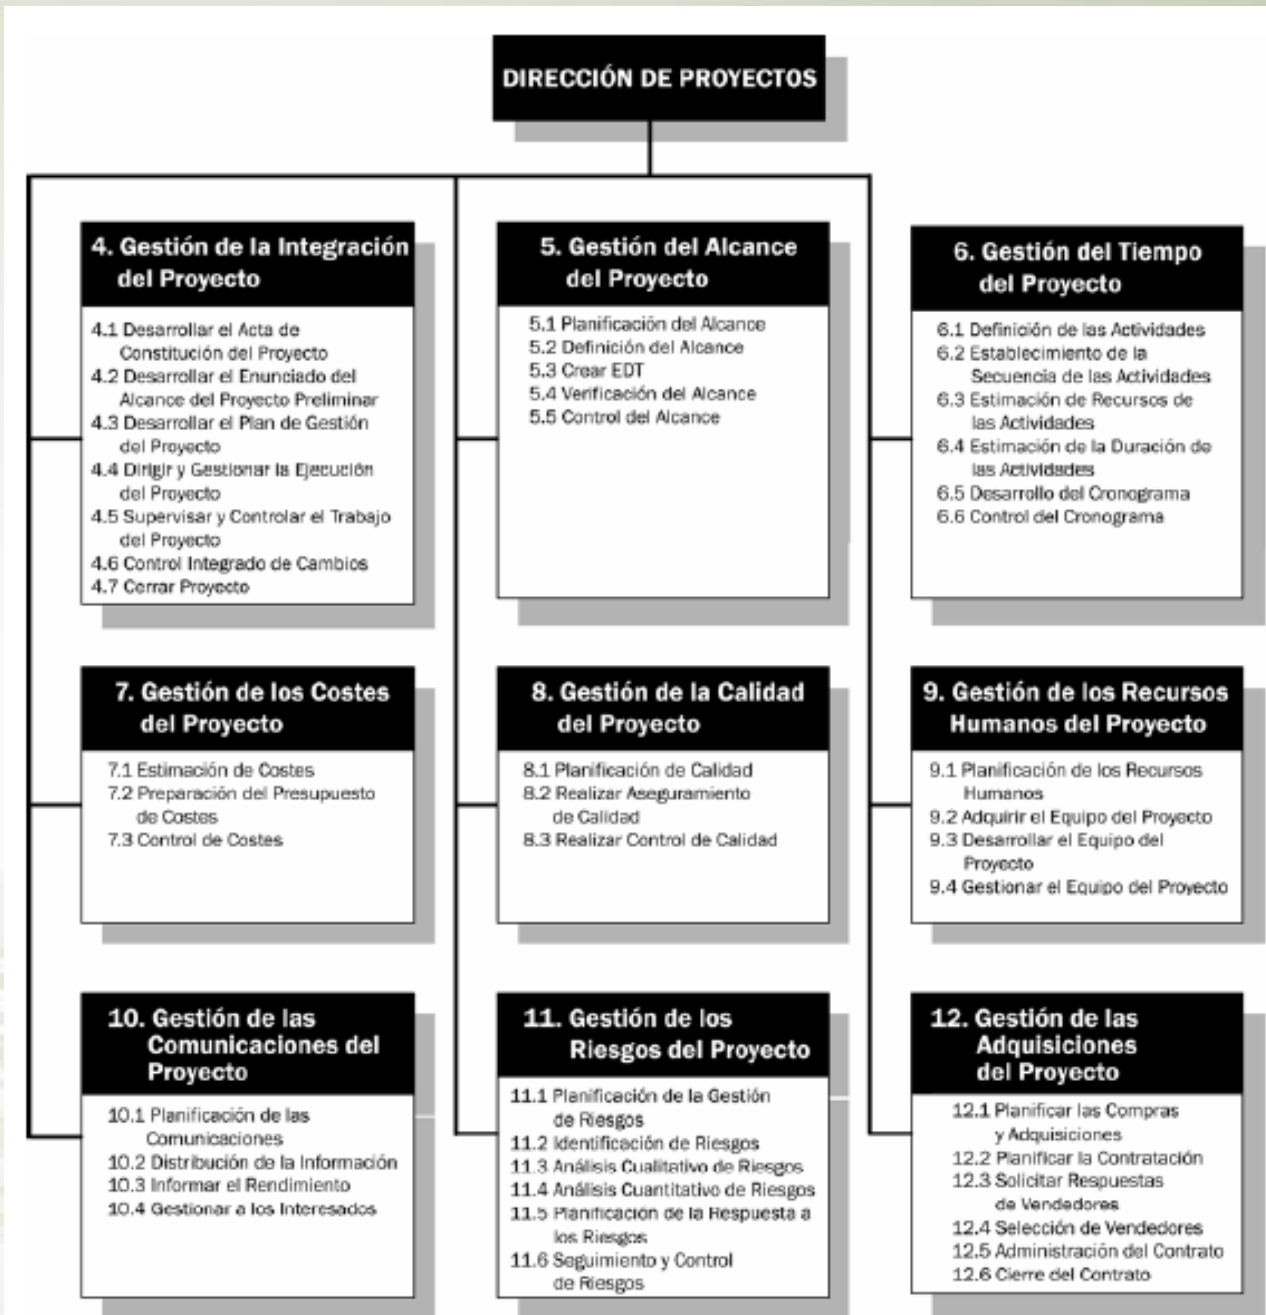 DIRECCIÓN DE PROYECTOS
4. Gestión de la Integración
del Proyecto
4.1 Desarrollar el Acta de
Constitución del Proyecto
4.2 Desarrollar el Enunciado del
Alcance del Proyecto Preliminar
4.3 Desarrollar el Plan de Gestión
del Proyecto
4.4 Dirigir y Gestionar la Ejecución
del Proyecto
4.5 Supervisar y Controlar el Trabajo
del Proyecto
4.6 Control Integrado de Cambios
4.7 Cerrar Proyecto
5. Gestión del Alcance
del Proyecto
5.1 Planificación del Alcance
5.2 Definición del Alcance
5.3 Crear EDT
5.4 Verificación del Alcance
5.5 Control del Alcance
6. Gestión del Tiempo
del Proyecto
6.1 Definición de las Actividades
6.2 Establecimiento de la
Secuencia de las Actividades
6.3 Estimación de Recursos de
las Actividades
6.4 Estimación de la Duración de
las Actividades
6.5 Desarrollo del Cronograma
6.6 Control del Cronograma
7. Gestión de los Costes
del Proyecto
7.1 Estimación de Costes
7.2 Preparación del Presupuesto
de Costes
7.3 Control de Costes
8. Gestión de la Calidad
del Proyecto
8.1 Planificación de Calidad
8.2 Realizar Aseguramiento
de Calidad
8.3 Realizar Control de Calidad
9. Gestión de los Recursos
Humanos del Proyecto
9.1 Planificación de los Recursos
Humanos
9.2 Adquirir el Equipo del Proyecto
9.3 Desarrollar el Equipo del
Proyecto
9.4 Gestionar el Equipo del Proyecto
10. Gestión de las
Comunicaciones del
Proyecto
10.1 Planificación de las
Comunicaciones
10.2 Distribución de la Información
10.3 Informar el Rendimiento
10.4 Gestionar a los Interesados
11. Gestión de los
Riesgos del Proyecto
11.1 Planificación de la Gestión
de Riesgos
11.2 Identificación de Riesgos
11.3 Análisis Cualitativo de Riesgos
11.4 Análisis Cuantitativo de Riesgos
11.5 Planificación de la Respuesta a
los Riesgos
11.6 Seguimiento y Control
de Riesgos
12. Gestión de las
Adquisiciones
del Proyecto
12.1 Planificar las Compras
y Adquisiciones
12.2 Planificar la Contratación
12.3 Solicitar Respuestas
de Vendedores
12.4 Selección de Vendedores
12.5 Administración del Contrato
12.6 Cierre del Contrato